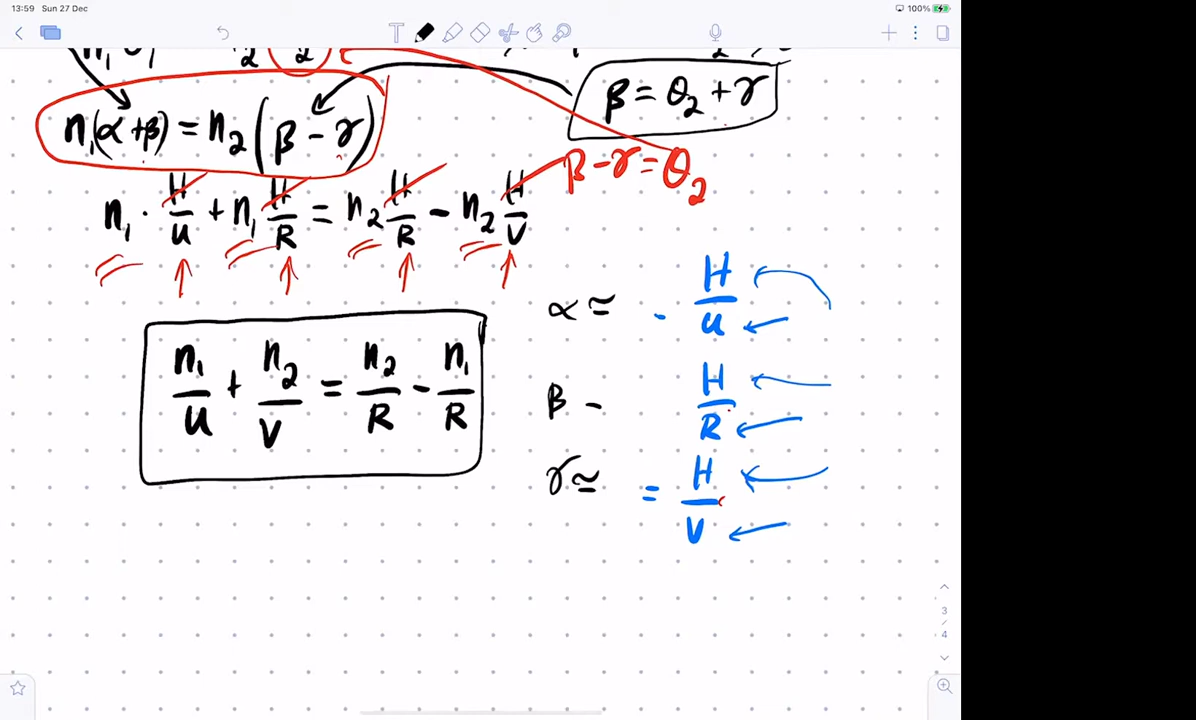 13:59 Sun 27 Dec 100%
T
β = θ₂ + γ
n₁(α + β) = n₂(β − γ)
β − γ = θ₂
n₁ · H/u + n₁ H/R = n₂ H/R − n₂ H/v
α ≃ - H/u
n₁/u + n₂/v = n₂/R − n₁/R
β - H/R
γ ≃ = H/v
3
/
4